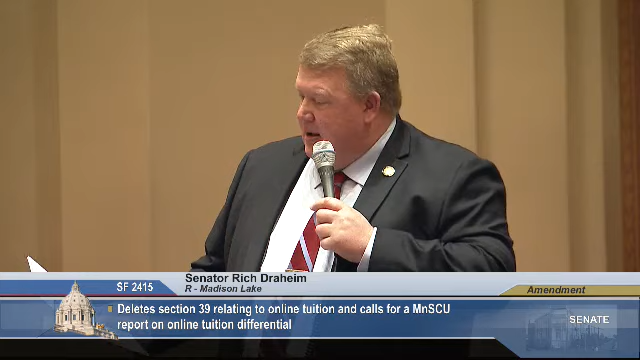 SF 2415
Senator Rich Draheim
R - Madison Lake
Amendment
Deletes section 39 relating to online tuition and calls for a MnSCU
report on online tuition differential
SENATE